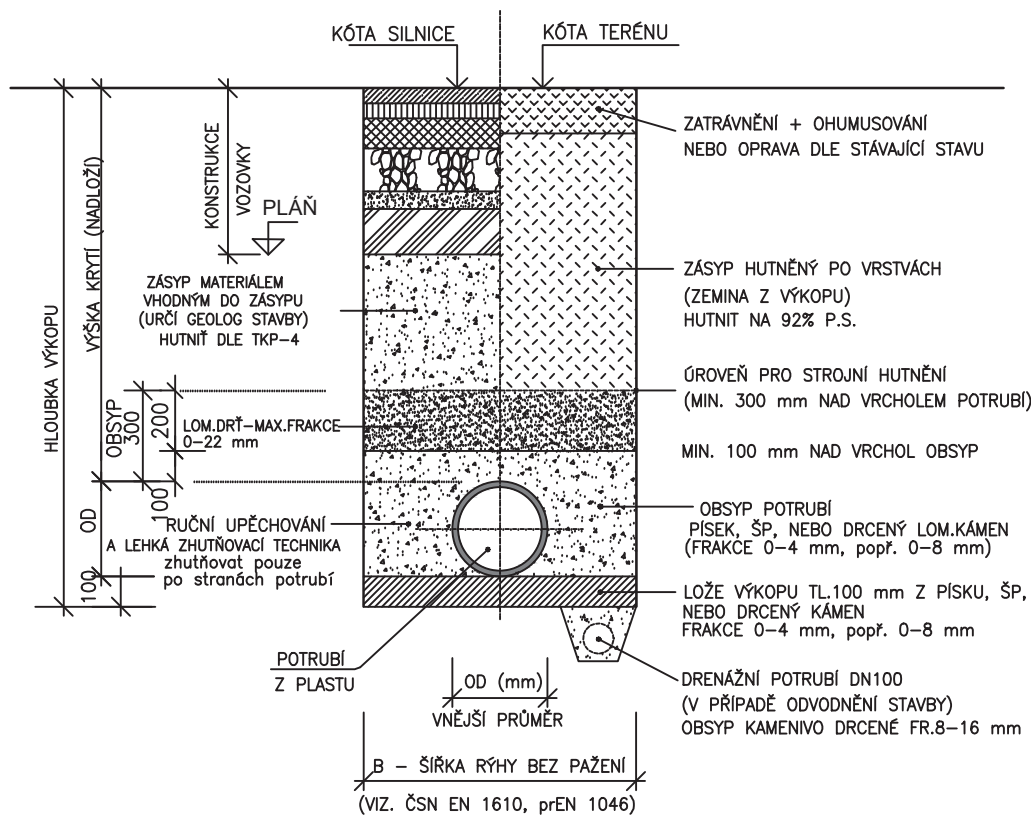 KÓTA SILNICE
KÓTA TERÉNU
ZATRÁVNĚNÍ + OHUMUSOVÁNÍ
NEBO OPRAVA DLE STÁVAJÍCÍ STAVU
KONSTRUKCE
VOZOVKY
PLÁŇ
HLOUBKA VÝKOPU
VÝŠKA KRYTÍ (NADLOŽÍ)
ZÁSYP MATERIÁLEM
VHODNÝM DO ZÁSYPU
(URČÍ GEOLOG STAVBY)
HUTNIŤ DLE TKP-4
ZÁSYP HUTNĚNÝ PO VRSTVÁCH
(ZEMINA Z VÝKOPU)
HUTNIT NA 92% P.S.
ÚROVEŇ PRO STROJNÍ HUTNĚNÍ
(MIN. 300 mm NAD VRCHOLEM POTRUBÍ)
OBSYP
300
200
LOM.DRŤ-MAX.FRAKCE
0-22 mm
MIN. 100 mm NAD VRCHOL OBSYP
100
OD
RUČNÍ UPĚCHOVÁNÍ
A LEHKÁ ZHUTŇOVACÍ TECHNIKA
zhutňovat pouze
po stranách potrubí
OBSYP POTRUBÍ
PÍSEK, ŠP, NEBO DRCENÝ LOM.KÁMEN
(FRAKCE 0-4 mm, popř. 0-8 mm)
100
LOŽE VÝKOPU TL.100 mm Z PÍSKU, ŠP,
NEBO DRCENÝ KÁMEN
FRAKCE 0-4 mm, popř. 0-8 mm
POTRUBÍ
Z PLASTU
OD (mm)
VNĚJŠÍ PRŮMĚR
DRENÁŽNÍ POTRUBÍ DN100
(V PŘÍPADĚ ODVODNĚNÍ STAVBY)
OBSYP KAMENIVO DRCENÉ FR.8-16 mm
B - ŠÍŘKA RÝHY BEZ PAŽENÍ
(VIZ. ČSN EN 1610, prEN 1046)